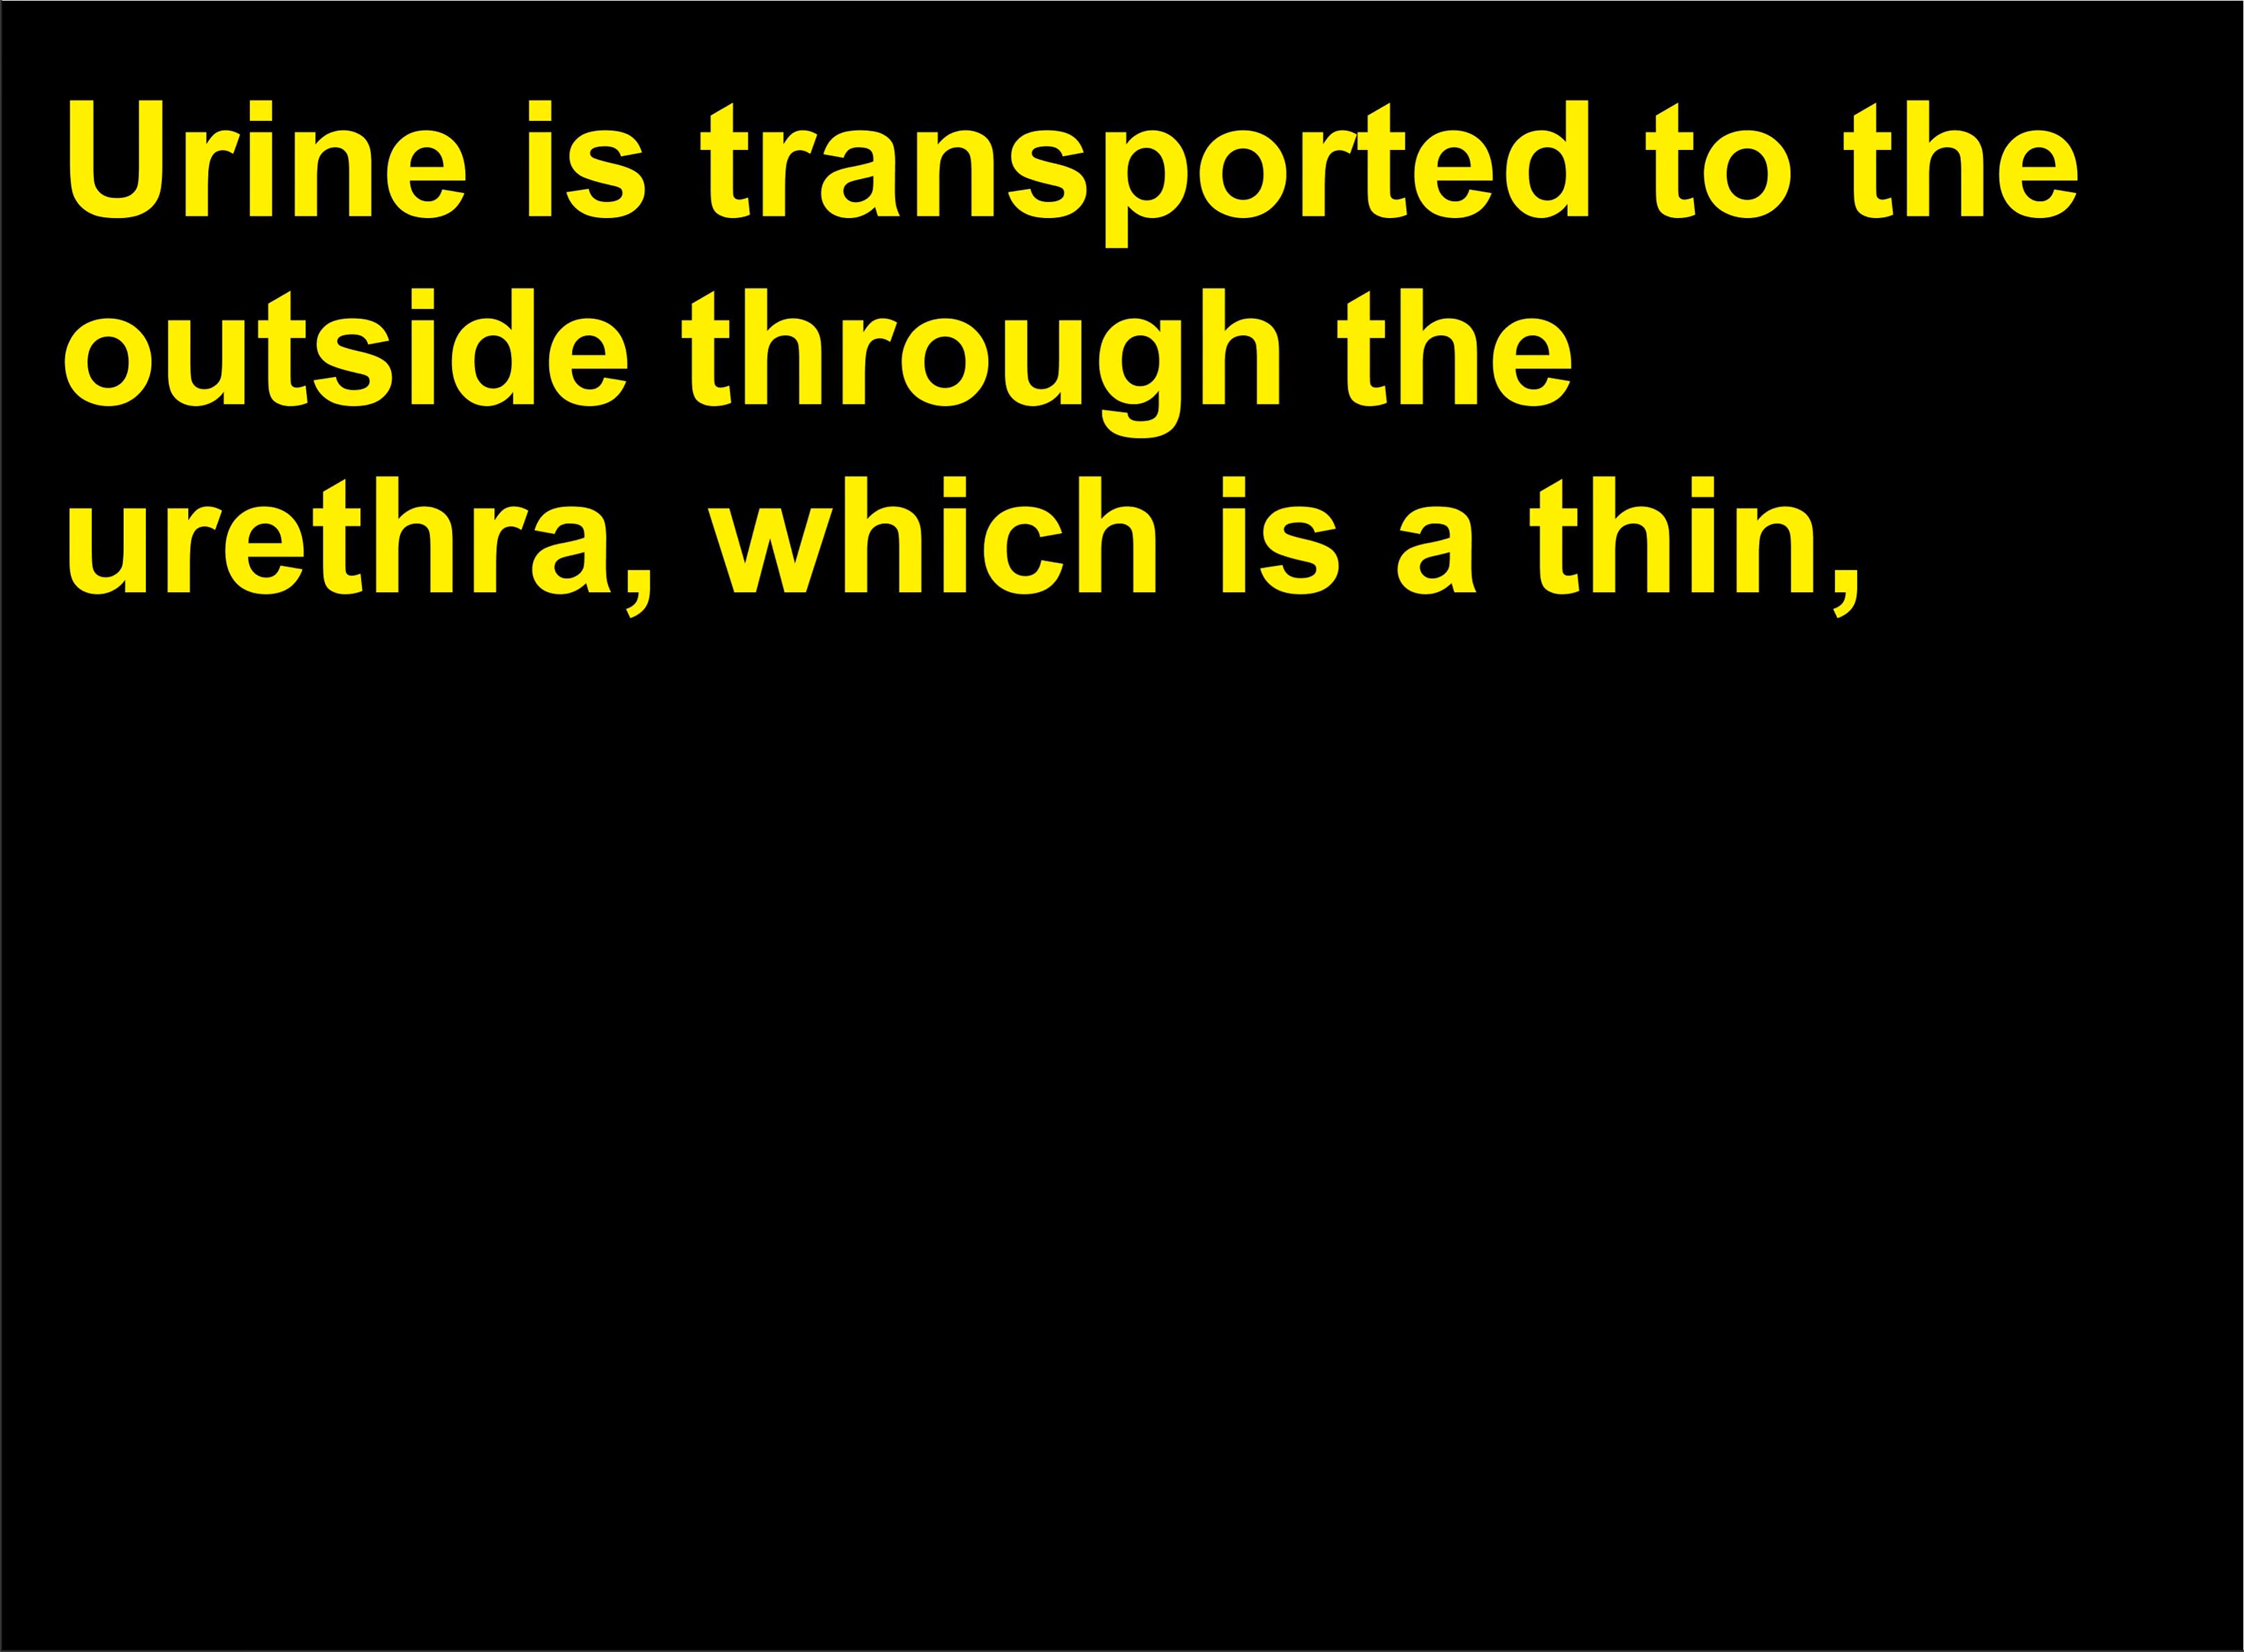 Urine is transported to the
outside through the
urethra, which is a thin,